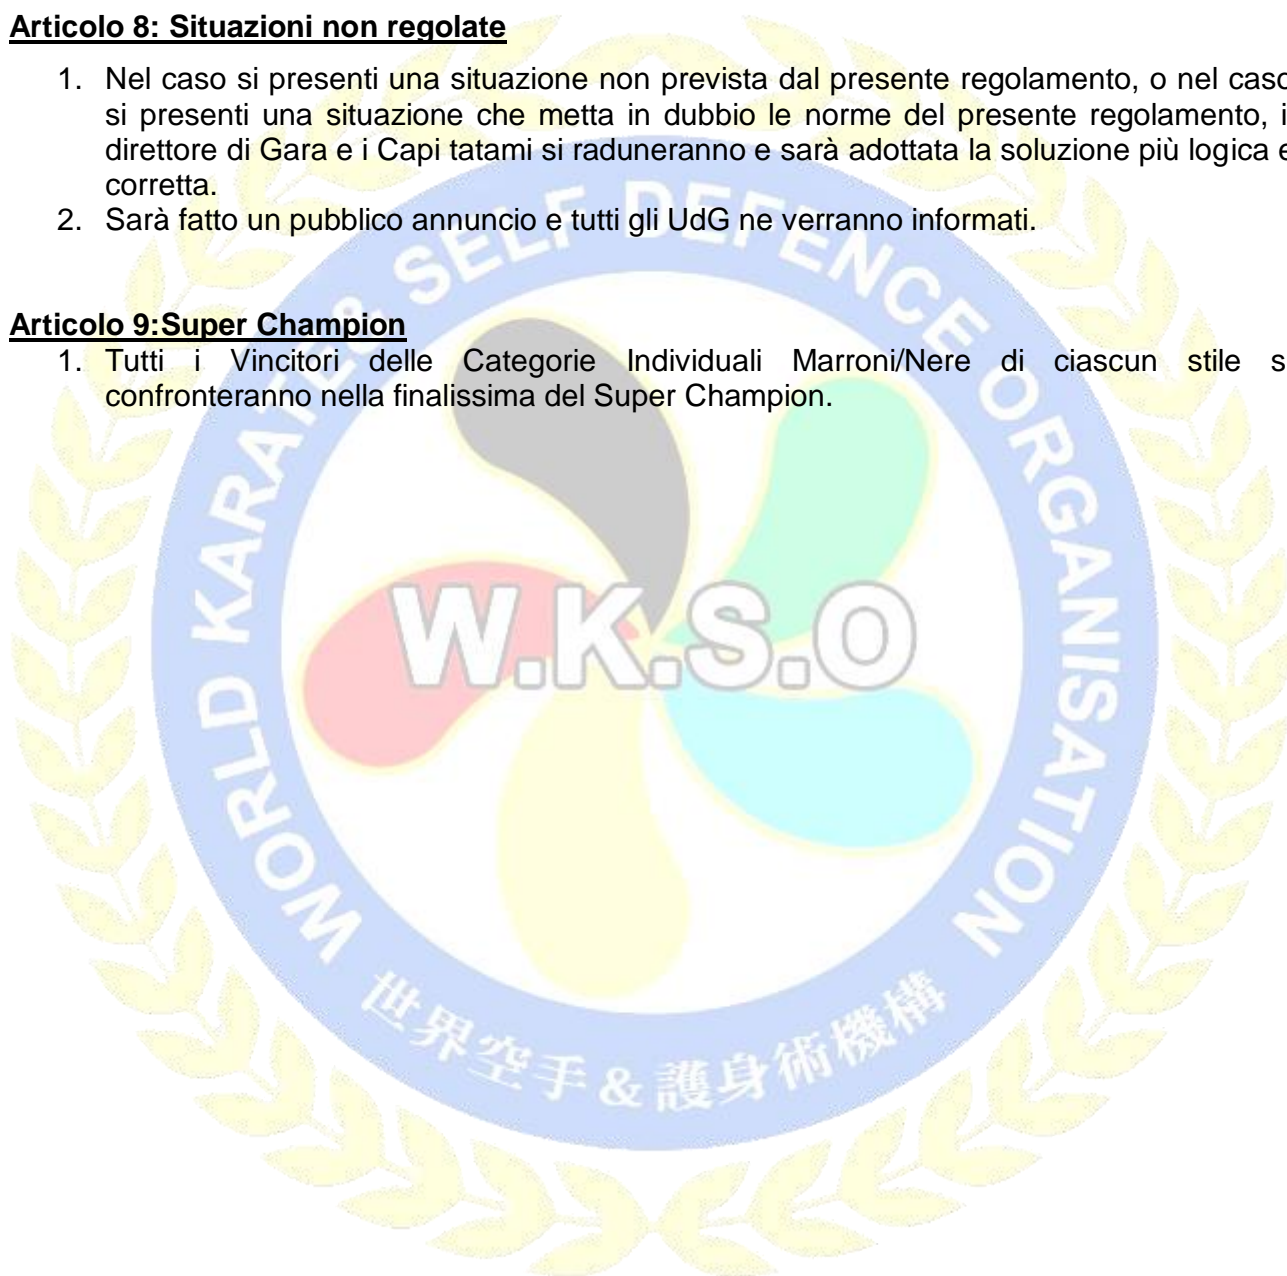 Articolo 8: Situazioni non regolate
1. Nel caso si presenti una situazione non prevista dal presente regolamento, o nel caso
si presenti una situazione che metta in dubbio le norme del presente regolamento, i
direttore di Gara e i Capi tatami si raduneranno e sarà adottata la soluzione più logica e
corretta.
2. Sarà fatto un pubblico annuncio e tutti gli UdG ne verranno informati.
Articolo 9:Super Champion
1. Tutti i Vincitori delle Categorie Individuali Marroni/Nere di ciascun stile s
confronteranno nella finalissima del Super Champion.
WORLD KARATE & SELF DEFENCE ORGANISATION
W.K.S.O
世界空手&護身術機構